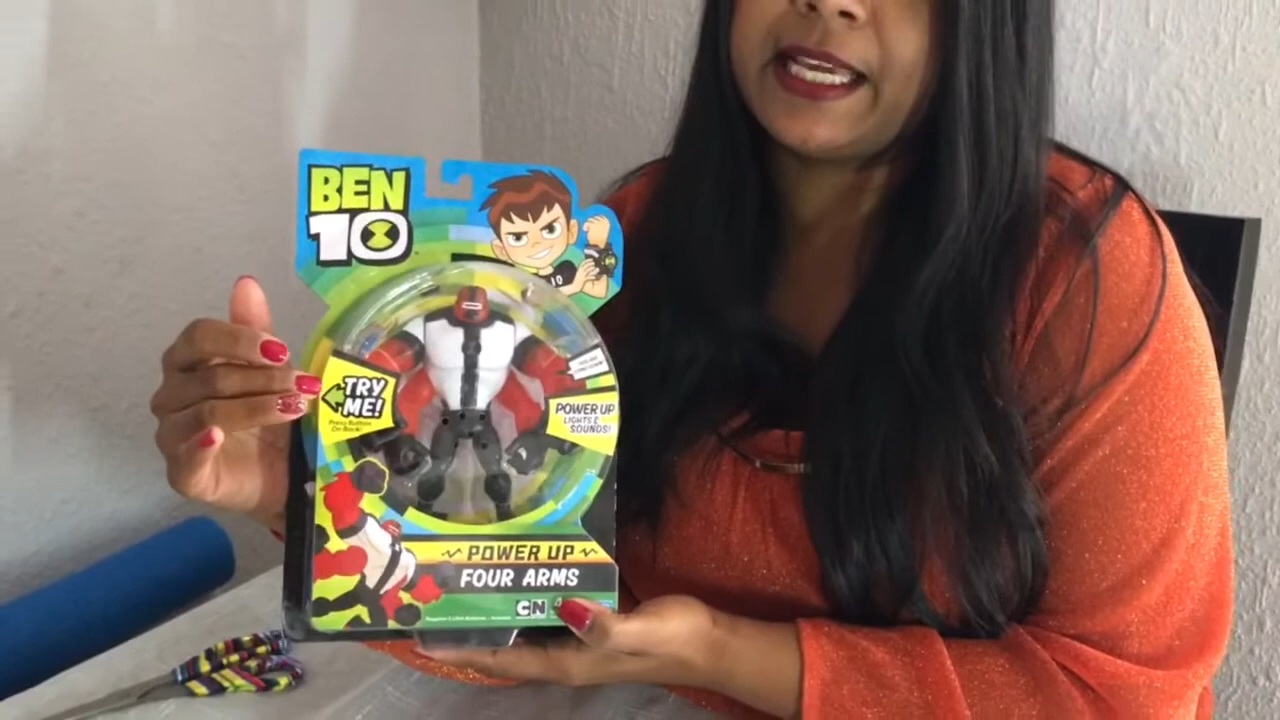 BEN
10
TRY
ME!
Press Button
On Back!
POWER UP
LIGHTS &
SOUNDS!
POWER UP
FOUR ARMS
CN